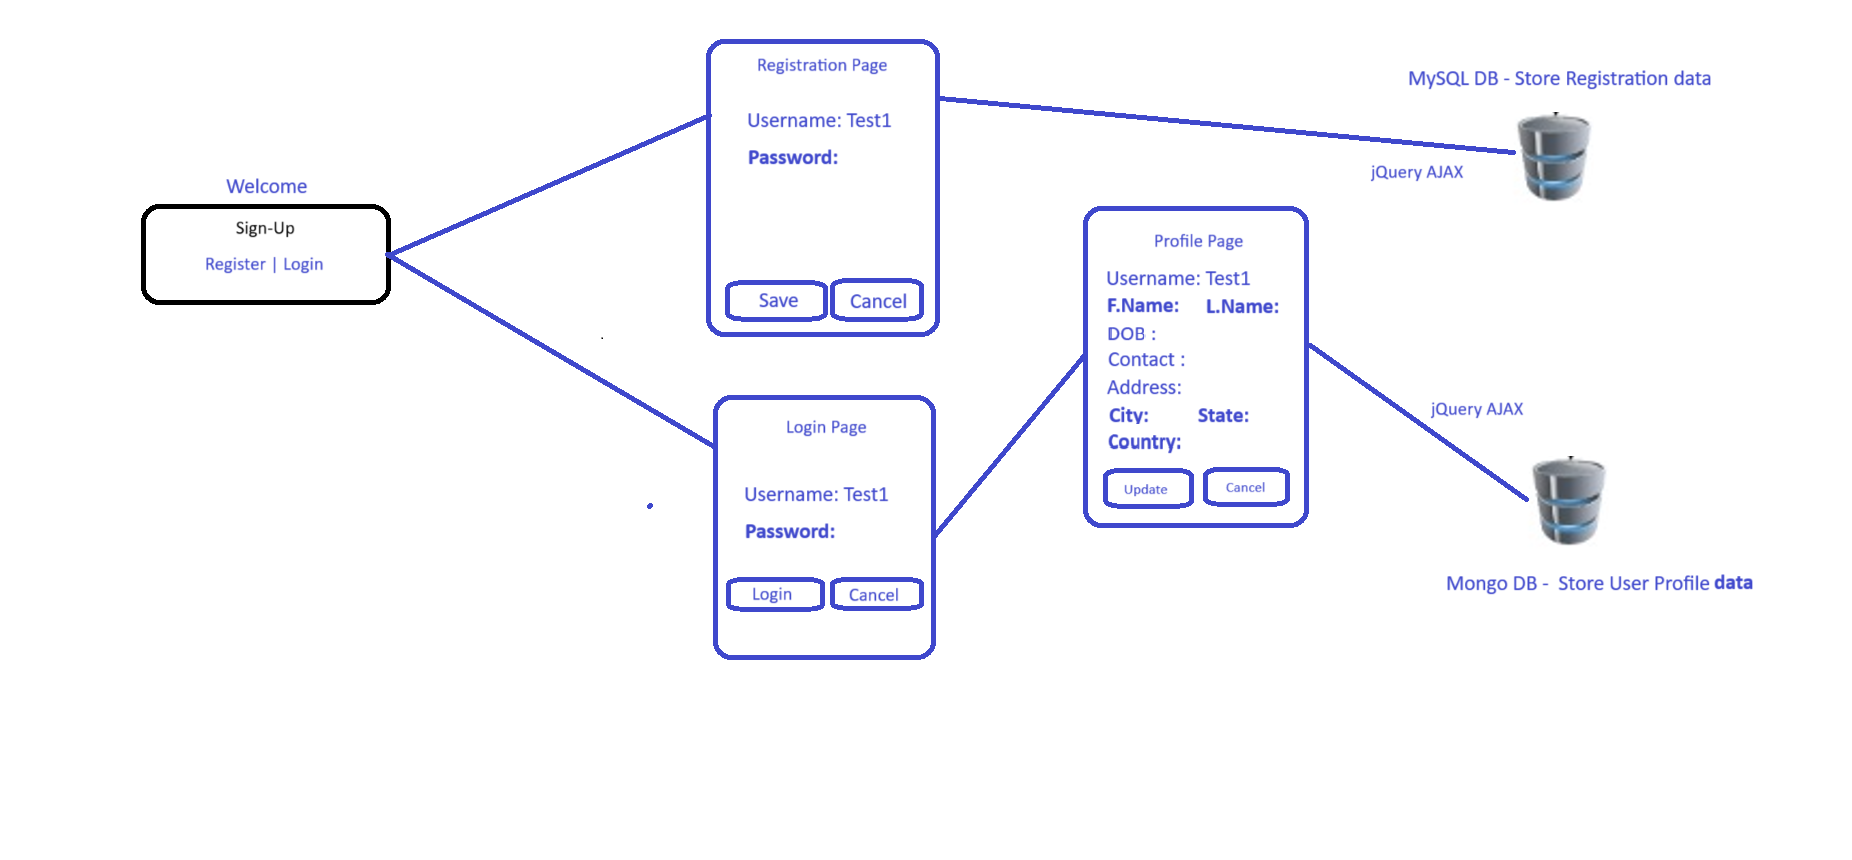 Welcome
Sign-Up
Register | Login
Registration Page
Username: Test1
Password:
Save
Cancel
Login Page
Username: Test1
Password:
Login
Cancel
Profile Page
Username: Test1
F.Name: L.Name:
DOB :
Contact :
Address:
City: State:
Country:
Update
Cancel
MySQL DB - Store Registration data
jQuery AJAX
jQuery AJAX
Mongo DB - Store User Profile data